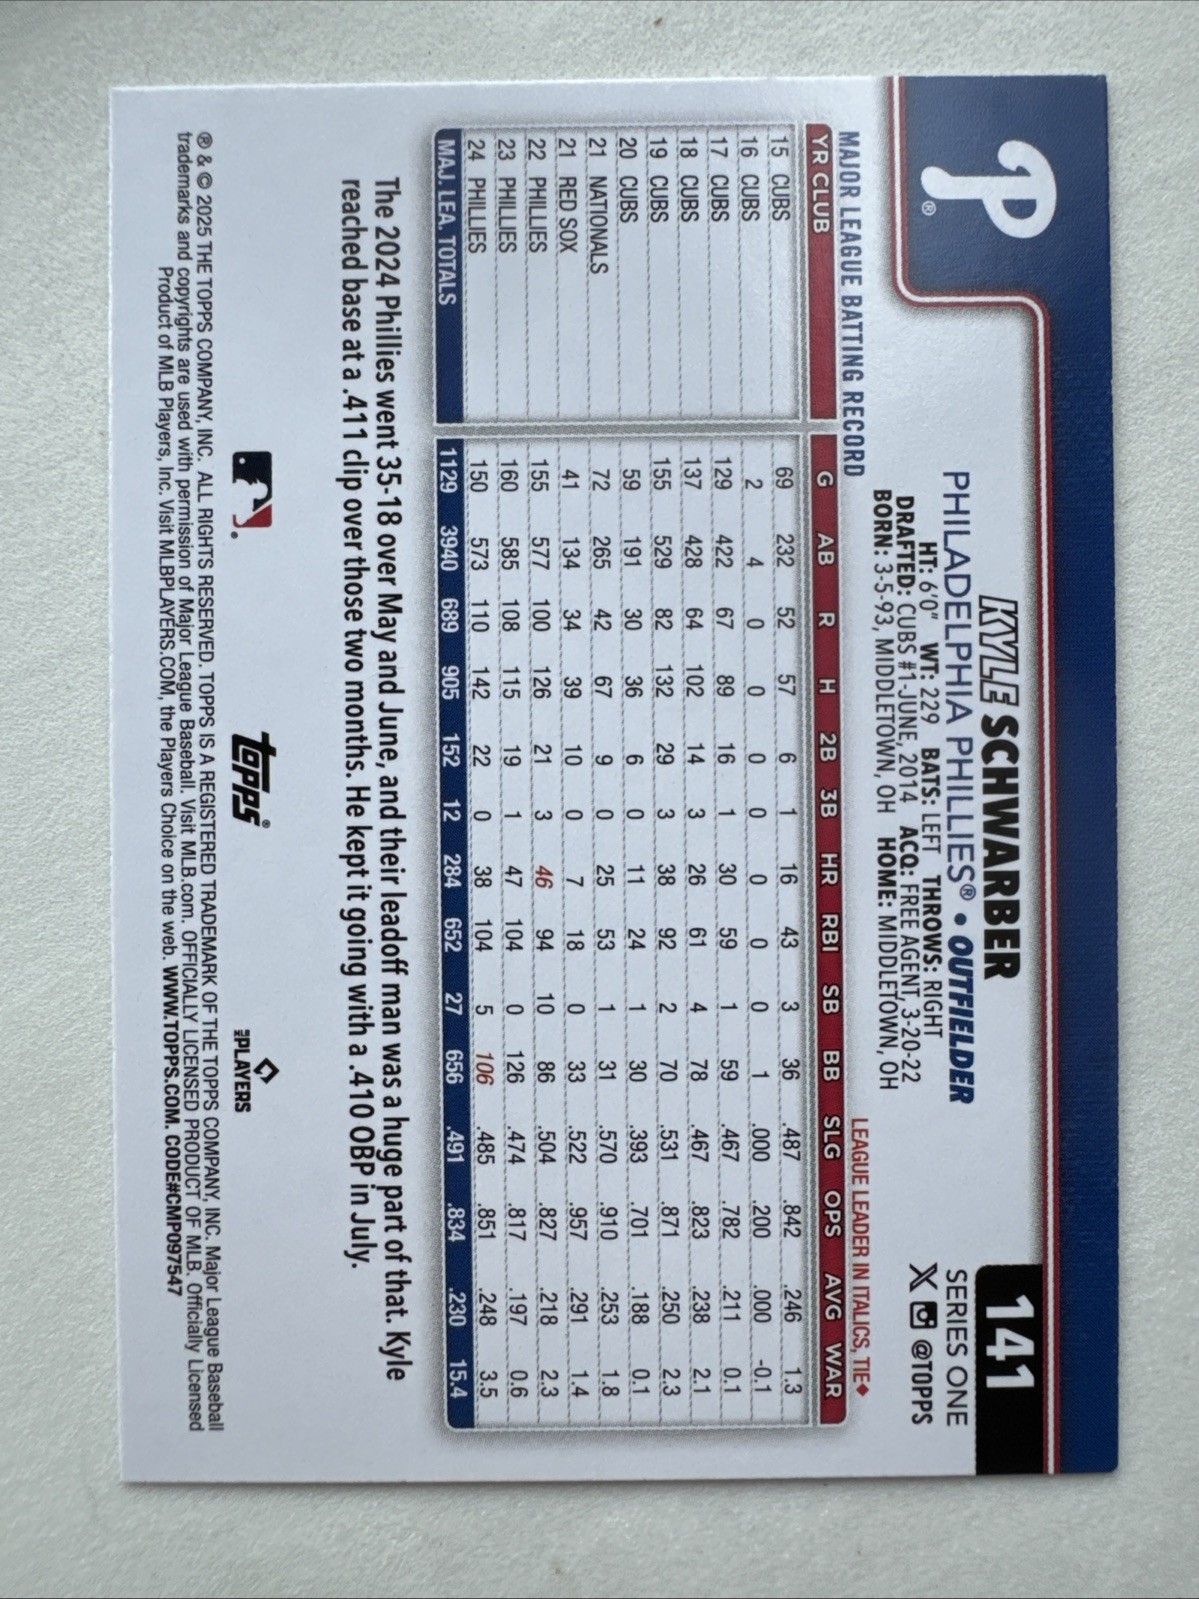 P®
141
KYLE SCHWARBER
SERIES ONE
PHILADELPHIA PHILLIES® • OUTFIELDER
X @TOPPS
HT: 6'0" WT: 229 BATS: LEFT THROWS: RIGHT
DRAFTED: CUBS #1-JUNE, 2014 ACQ: FREE AGENT, 3-20-22
BORN: 3-5-93, MIDDLETOWN, OH HOME: MIDDLETOWN, OH
MAJOR LEAGUE BATTING RECORD LEAGUE LEADER IN ITALICS, TIE♦
YR CLUB G AB R H 2B 3B HR RBI SB BB SLG OPS AVG WAR
15 CUBS 69 232 52 57 6 1 16 43 3 36 .487 .842 .246 1.3
16 CUBS 2 4 0 0 0 0 0 0 0 1 .000 .200 .000 -0.1
17 CUBS 129 422 67 89 16 1 30 59 1 59 .467 .782 .211 0.1
18 CUBS 137 428 64 102 14 3 26 61 4 78 .467 .823 .238 2.1
19 CUBS 155 529 82 132 29 3 38 92 2 70 .531 .871 .250 2.3
20 CUBS 59 191 30 36 6 0 11 24 1 30 .393 .701 .188 0.1
21 NATIONALS 72 265 42 67 9 0 25 53 1 31 .570 .910 .253 1.8
21 RED SOX 41 134 34 39 10 0 7 18 0 33 .522 .957 .291 1.4
22 PHILLIES 155 577 100 126 21 3 46 94 10 86 .504 .827 .218 2.3
23 PHILLIES 160 585 108 115 19 1 47 104 0 126 .474 .817 .197 0.6
24 PHILLIES 150 573 110 142 22 0 38 104 5 106 .485 .851 .248 3.5
MAJ. LEA. TOTALS 1129 3940 689 905 152 12 284 652 27 656 .491 .834 .230 15.4
The 2024 Phillies went 35-18 over May and June, and their leadoff man was a huge part of that. Kyle
reached base at a .411 clip over those two months. He kept it going with a .410 OBP in July.
topps®
MLB PLAYERS
® & © 2025 THE TOPPS COMPANY, INC. ALL RIGHTS RESERVED. TOPPS IS A REGISTERED TRADEMARK OF THE TOPPS COMPANY, INC. Major League Baseball
trademarks and copyrights are used with permission of Major League Baseball. Visit MLB.com. OFFICIALLY LICENSED PRODUCT OF MLB. Officially Licensed
Product of MLB Players, Inc. Visit MLBPLAYERS.COM, the Players Choice on the web. WWW.TOPPS.COM. CODE#CMP097547